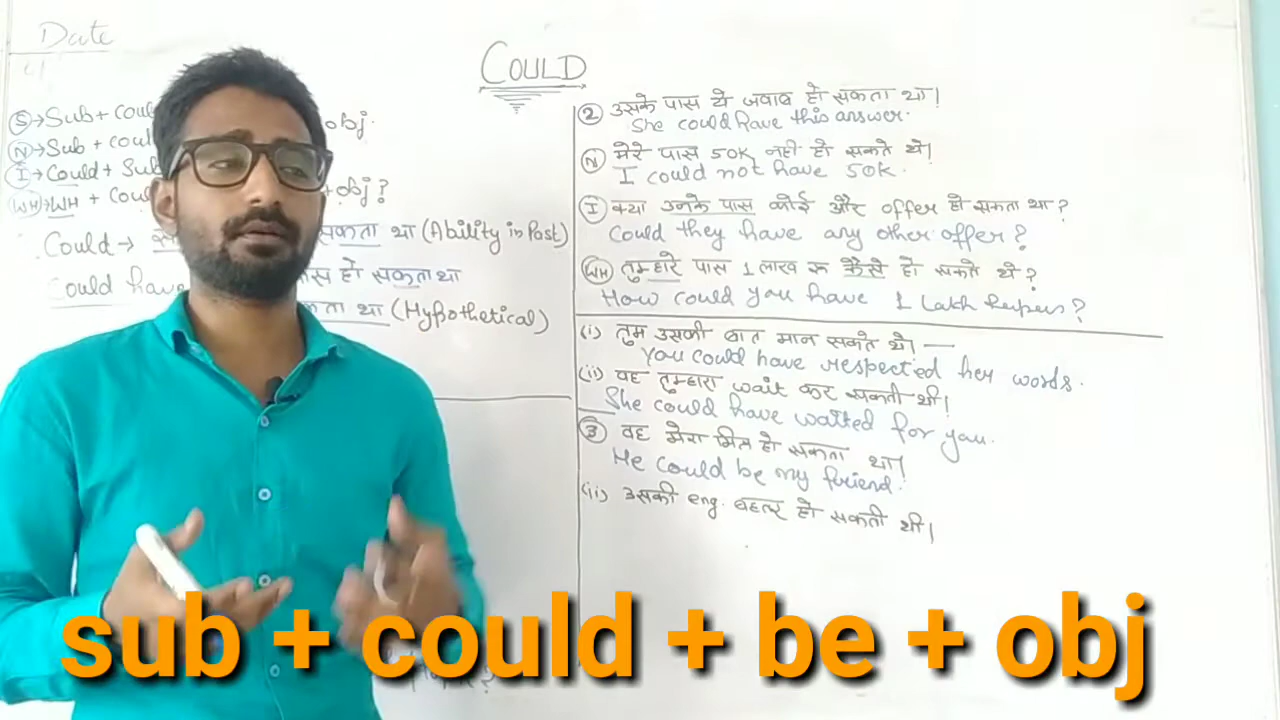 Date
COULD
S → Sub + coul
obj.
N → Sub + coul
I → Could + Sub
WH → WH + Coul
+obj?
Could →
सकता था (Ability in Past)
Could have
पास हो सकता था
कता था (Hypothetical)
2 उसके पास ये जवाब हो सकता था।
She could have this answer.
N मेरे पास 50K नहीं हो सकते थे।
I could not have 50K.
I क्या उनके पास कोई और offer हो सकता था?
Could they have any other offer?
WH तुम्हारे पास 1 लाख रू कैसे हो सकते थे?
How could you have 1 Lakh
(i) तुम उसकी बात मान सकते थे। —
You could have respected her words.
(ii) वह तुम्हारा wait कर सकती थी।
She could have waited for you.
3 वह मेरा मित्र हो सकता था।
He could be my friend.
(ii) उसकी eng. बेहतर हो सकती थी।
sub + could + be + obj